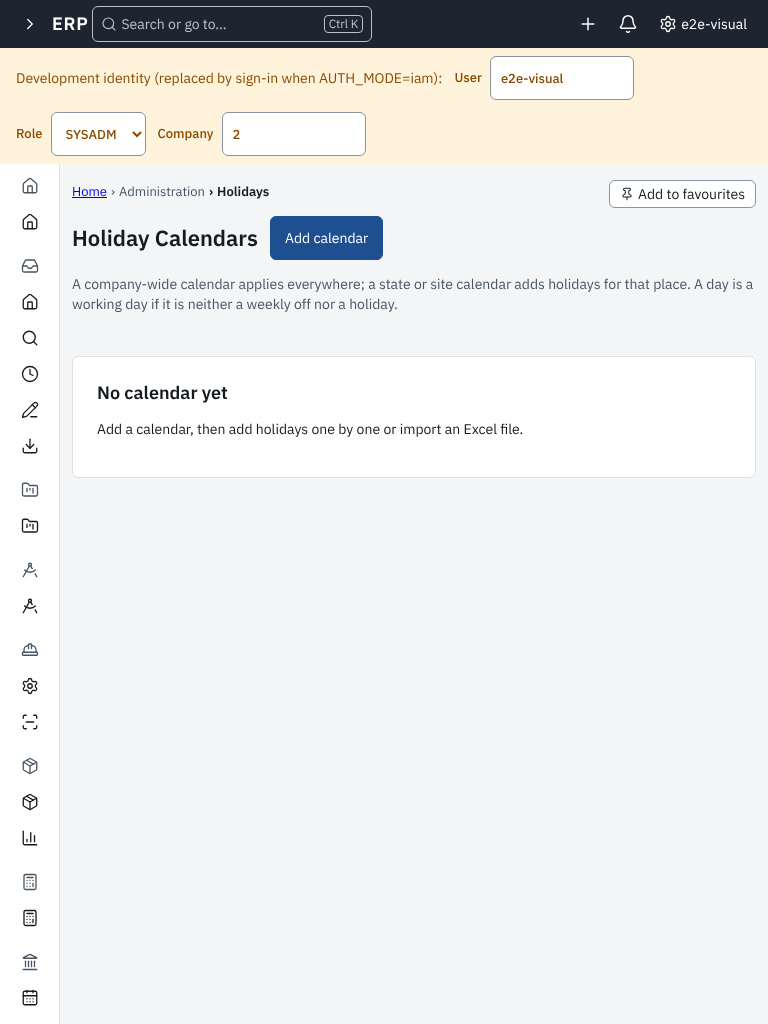 ERP
Search or go to...
Ctrl K
e2e-visual
Development identity (replaced by sign-in when AUTH_MODE=iam):
User
e2e-visual
Role
SYSADM
Company
2
Home › Administration › Holidays
Add to favourites
Holiday Calendars
Add calendar
A company-wide calendar applies everywhere; a state or site calendar adds holidays for that place. A day is a
working day if it is neither a weekly off nor a holiday.
No calendar yet
Add a calendar, then add holidays one by one or import an Excel file.